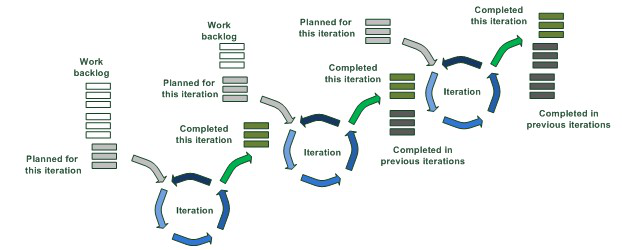 Work
backlog
Planned for
this iteration
Completed
this iteration
Iteration
Work
backlog
Planned for
this iteration
Completed
this iteration
Completed in
previous iterations
Iteration
Planned for
this iteration
Completed
this iteration
Completed in
previous iterations
Iteration